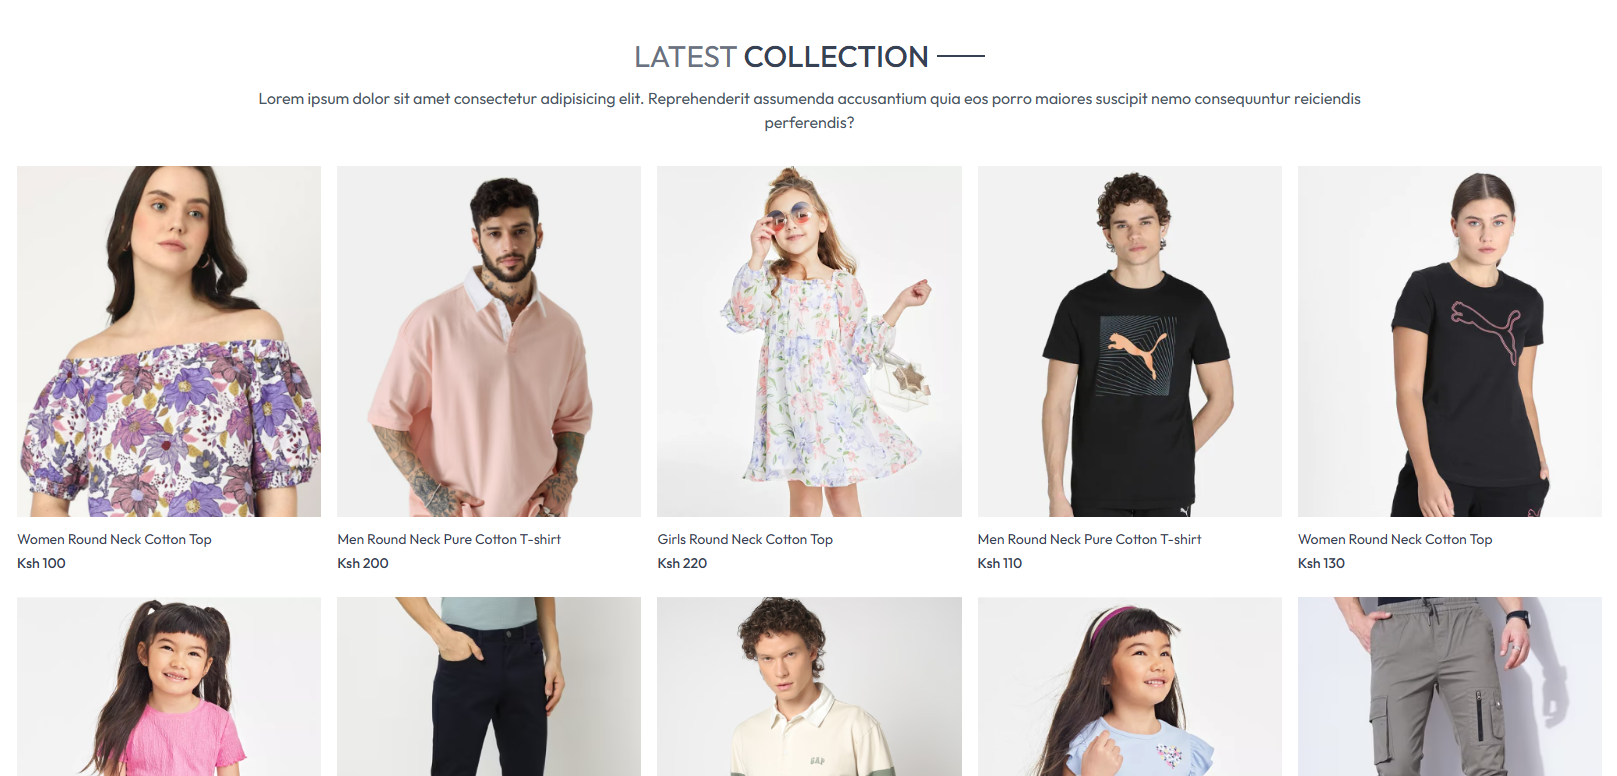 LATEST COLLECTION
Lorem ipsum dolor sit amet consectetur adipisicing elit. Reprehenderit assumenda accusantium quia eos porro maiores suscipit nemo consequuntur reiciendis
perferendis?
Women Round Neck Cotton Top
Ksh 100
Men Round Neck Pure Cotton T-shirt
Ksh 200
Girls Round Neck Cotton Top
Ksh 220
Men Round Neck Pure Cotton T-shirt
Ksh 110
Women Round Neck Cotton Top
Ksh 130
GAP